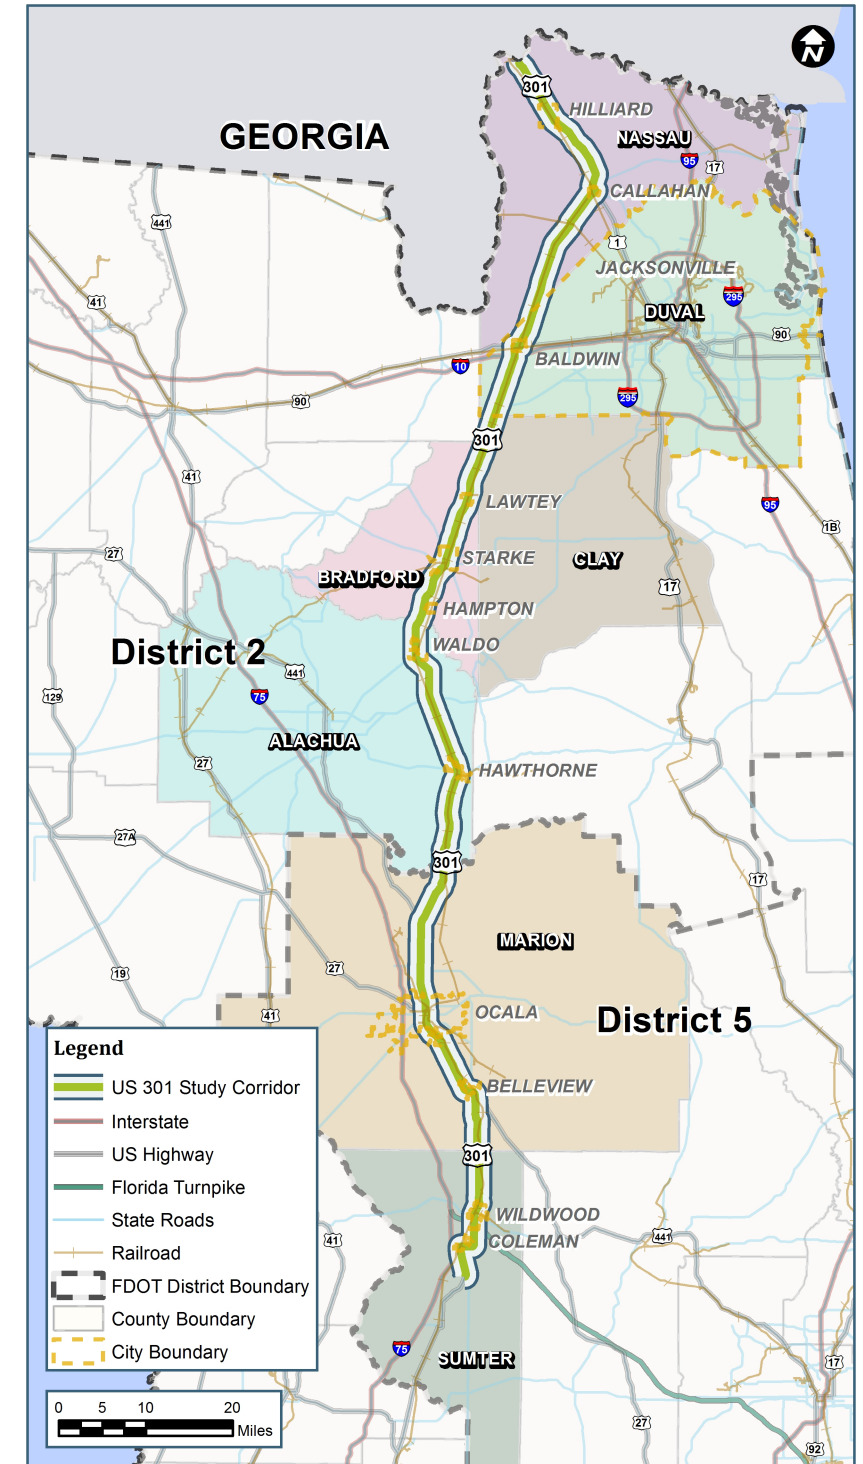 N
301
HILLIARD
GEORGIA
NASSAU
95
17
CALLAHAN
441
1
JACKSONVILLE
295
41
DUVAL
90
BALDWIN
10
90
295
301
41
LAWTEY
95
1B
27
STARKE
CLAY
BRADFORD
17
HAMPTON
WALDO
District 2
441
129
75
ALACHUA
27
HAWTHORNE
27A
301
17
MARION
27
19
OCALA
41
District 5
Legend
US 301 Study Corridor
Interstate
US Highway
Florida Turnpike
State Roads
Railroad
FDOT District Boundary
County Boundary
City Boundary
BELLEVIEW
301
WILDWOOD
41
441
COLEMAN
75
SUMTER
17
0 5 10 20
Miles
27
92